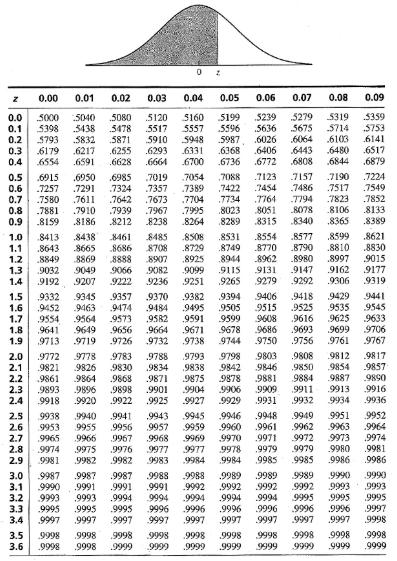 0 z
z 0.00 0.01 0.02 0.03 0.04 0.05 0.06 0.07 0.08 0.09
0.0 .5000 .5040 .5080 .5120 .5160 .5199 .5239 .5279 .5319 .5359
0.1 .5398 .5438 .5478 .5517 .5557 .5596 .5636 .5675 .5714 .5753
0.2 .5793 .5832 .5871 .5910 .5948 .5987 .6026 .6064 .6103 .6141
0.3 .6179 .6217 .6255 .6293 .6331 .6368 .6406 .6443 .6480 .6517
0.4 .6554 .6591 .6628 .6664 .6700 .6736 .6772 .6808 .6844 .6879
0.5 .6915 .6950 .6985 .7019 .7054 .7088 .7123 .7157 .7190 .7224
0.6 .7257 .7291 .7324 .7357 .7389 .7422 .7454 .7486 .7517 .7549
0.7 .7580 .7611 .7642 .7673 .7704 .7734 .7764 .7794 .7823 .7852
0.8 .7881 .7910 .7939 .7967 .7995 .8023 .8051 .8078 .8106 .8133
0.9 .8159 .8186 .8212 .8238 .8264 .8289 .8315 .8340 .8365 .8389
1.0 .8413 .8438 .8461 .8485 .8508 .8531 .8554 .8577 .8599 .8621
1.1 .8643 .8665 .8686 .8708 .8729 .8749 .8770 .8790 .8810 .8830
1.2 .8849 .8869 .8888 .8907 .8925 .8944 .8962 .8980 .8997 .9015
1.3 .9032 .9049 .9066 .9082 .9099 .9115 .9131 .9147 .9162 .9177
1.4 .9192 .9207 .9222 .9236 .9251 .9265 .9279 .9292 .9306 .9319
1.5 .9332 .9345 .9357 .9370 .9382 .9394 .9406 .9418 .9429 .9441
1.6 .9452 .9463 .9474 .9484 .9495 .9505 .9515 .9525 .9535 .9545
1.7 .9554 .9564 .9573 .9582 .9591 .9599 .9608 .9616 .9625 .9633
1.8 .9641 .9649 .9656 .9664 .9671 .9678 .9686 .9693 .9699 .9706
1.9 .9713 .9719 .9726 .9732 .9738 .9744 .9750 .9756 .9761 .9767
2.0 .9772 .9778 .9783 .9788 .9793 .9798 .9803 .9808 .9812 .9817
2.1 .9821 .9826 .9830 .9834 .9838 .9842 .9846 .9850 .9854 .9857
2.2 .9861 .9864 .9868 .9871 .9875 .9878 .9881 .9884 .9887 .9890
2.3 .9893 .9896 .9898 .9901 .9904 .9906 .9909 .9911 .9913 .9916
2.4 .9918 .9920 .9922 .9925 .9927 .9929 .9931 .9932 .9934 .9936
2.5 .9938 .9940 .9941 .9943 .9945 .9946 .9948 .9949 .9951 .9952
2.6 .9953 .9955 .9956 .9957 .9959 .9960 .9961 .9962 .9963 .9964
2.7 .9965 .9966 .9967 .9968 .9969 .9970 .9971 .9972 .9973 .9974
2.8 .9974 .9975 .9976 .9977 .9977 .9978 .9979 .9979 .9980 .9981
2.9 .9981 .9982 .9982 .9983 .9984 .9984 .9985 .9985 .9986 .9986
3.0 .9987 .9987 .9987 .9988 .9988 .9989 .9989 .9989 .9990 .9990
3.1 .9990 .9991 .9991 .9991 .9992 .9992 .9992 .9992 .9993 .9993
3.2 .9993 .9993 .9994 .9994 .9994 .9994 .9994 .9995 .9995 .9995
3.3 .9995 .9995 .9995 .9996 .9996 .9996 .9996 .9996 .9996 .9997
3.4 .9997 .9997 .9997 .9997 .9997 .9997 .9997 .9997 .9997 .9998
3.5 .9998 .9998 .9998 .9998 .9998 .9998 .9998 .9998 .9998 .9998
3.6 .9998 .9998 .9999 .9999 .9999 .9999 .9999 .9999 .9999 .9999